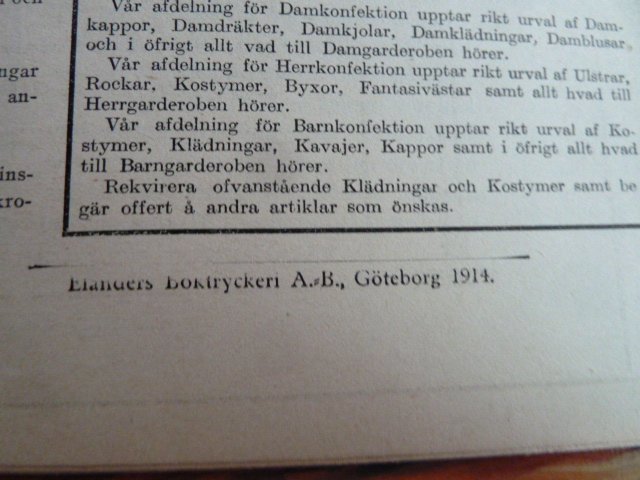 Vår afdelning för Damkonfektion upptar rikt urval af Dam-
kappor, Damdräkter, Damkjolar, Damklädningar, Damblusar
och i öfrigt allt vad till Damgarderoben hörer.
Vår afdelning för Herrkonfektion upptar rikt urval af Ulstrar,
Rockar, Kostymer, Byxor, Fantasivästar samt allt hvad till
Herrgarderoben hörer.
Vår afdelning för Barnkonfektion upptar rikt urval af Ko-
stymer, Klädningar, Kavajer, Kappor samt i öfrigt allt hvad
till Barngarderoben hörer.
Rekvirera ofvanstående Klädningar och Kostymer samt be
gär offert å andra artiklar som önskas.
ngar
an-
ins-
kro-
Elanders Boktryckeri A.-B., Göteborg 1914.